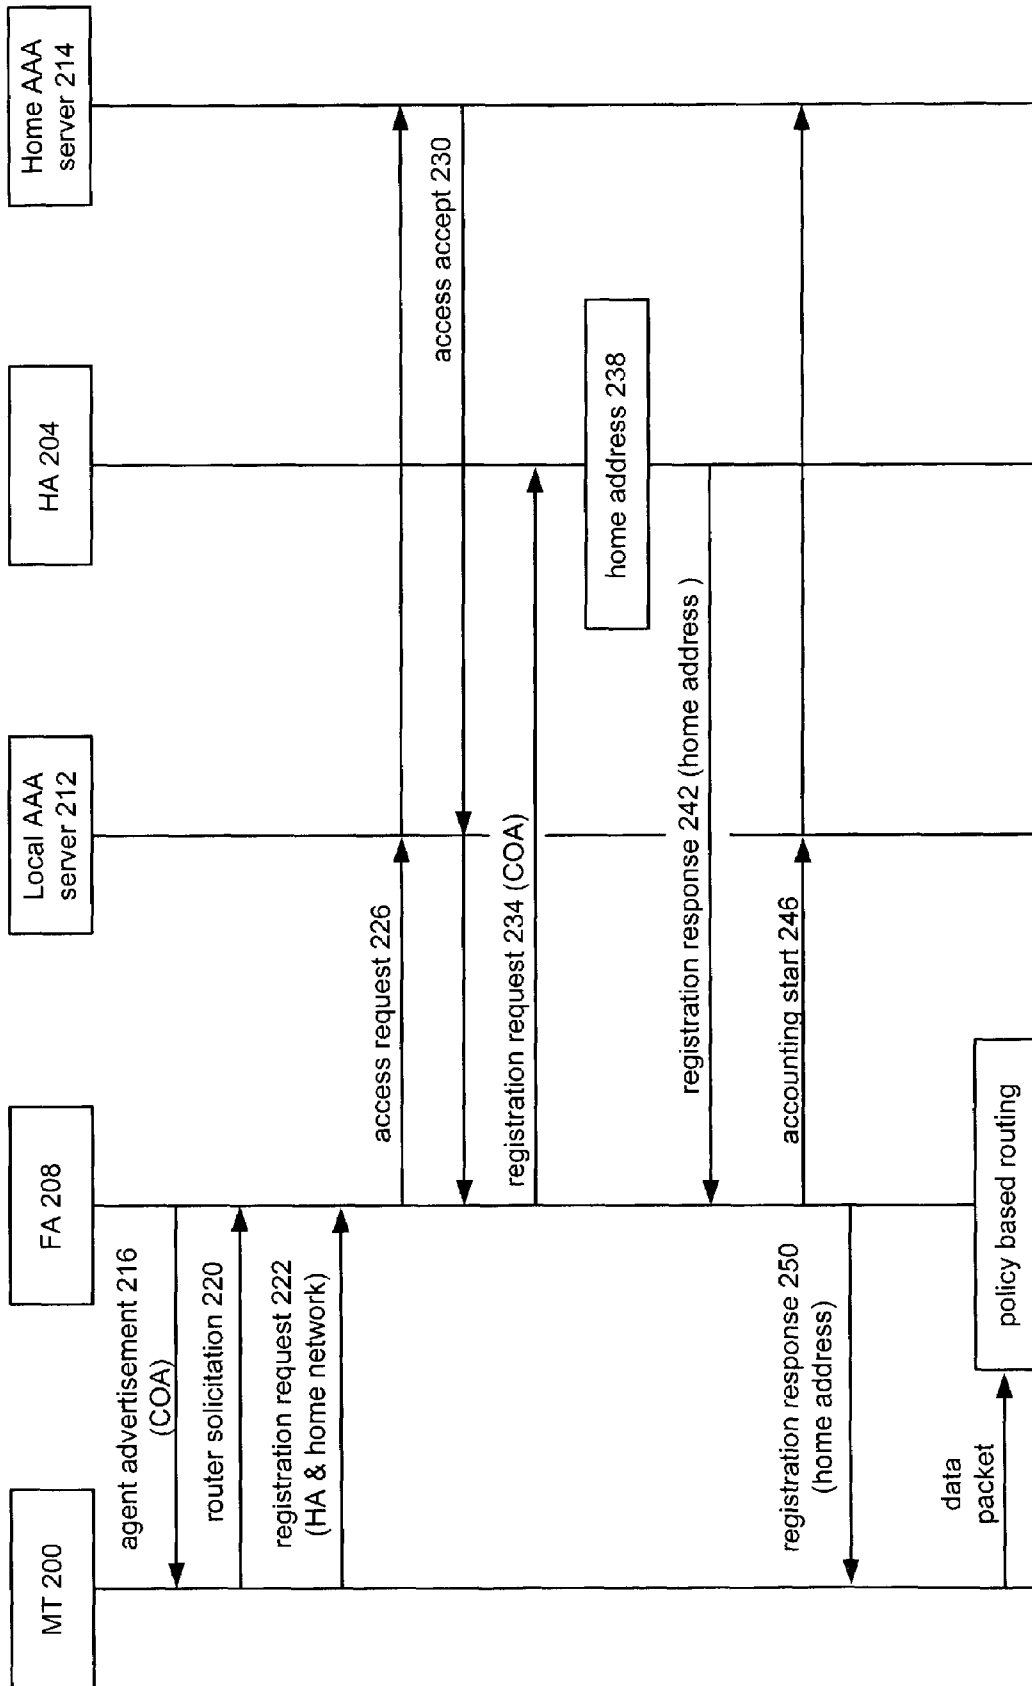 MT 200
FA 208
Local AAA
server 212
HA 204
Home AAA
server 214
agent advertisement 216
(COA)
router solicitation 220
registration request 222
(HA & home network)
access request 226
access accept 230
registration request 234 (COA)
home address 238
registration response 242 (home address )
accounting start 246
registration response 250
(home address)
data
packet
policy based routing